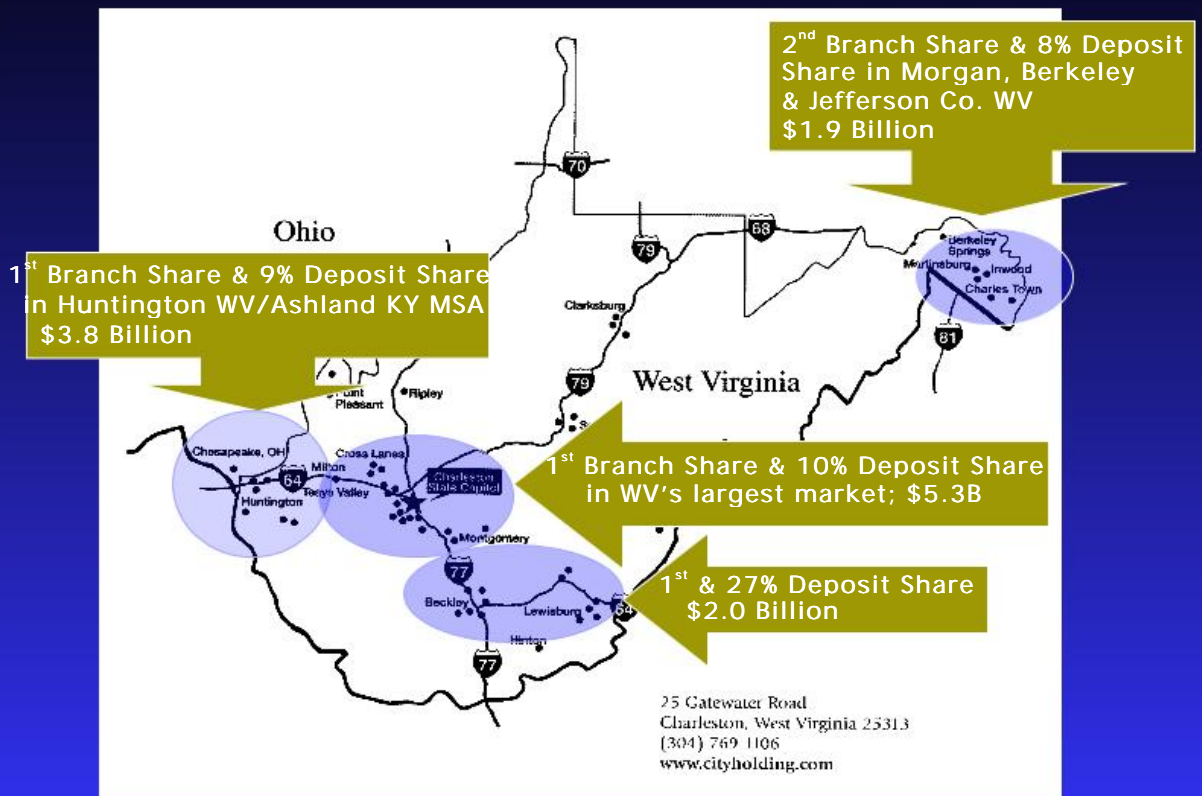 2nd Branch Share & 8% Deposit
Share in Morgan, Berkeley
& Jefferson Co. WV
$1.9 Billion
70
Ohio
68
79
Berkeley
Springs
Martinsburg
Inwood
Charles Town
1st Branch Share & 9% Deposit Share
in Huntington WV/Ashland KY MSA
$3.8 Billion
Clarksburg
81
79
West Virginia
Pleasant
Ripley
Chesapeake, OH
Cross Lanes
Charleston
State Capitol
64
Milton
Teays Valley
Huntington
1st Branch Share & 10% Deposit Share
in WV's largest market; $5.3B
Montgomery
77
1st & 27% Deposit Share
$2.0 Billion
Beckley
Lewisburg
64
Hinton
77
25 Gatewater Road
Charleston, West Virginia 25313
(304) 769 1106
www.cityholding.com